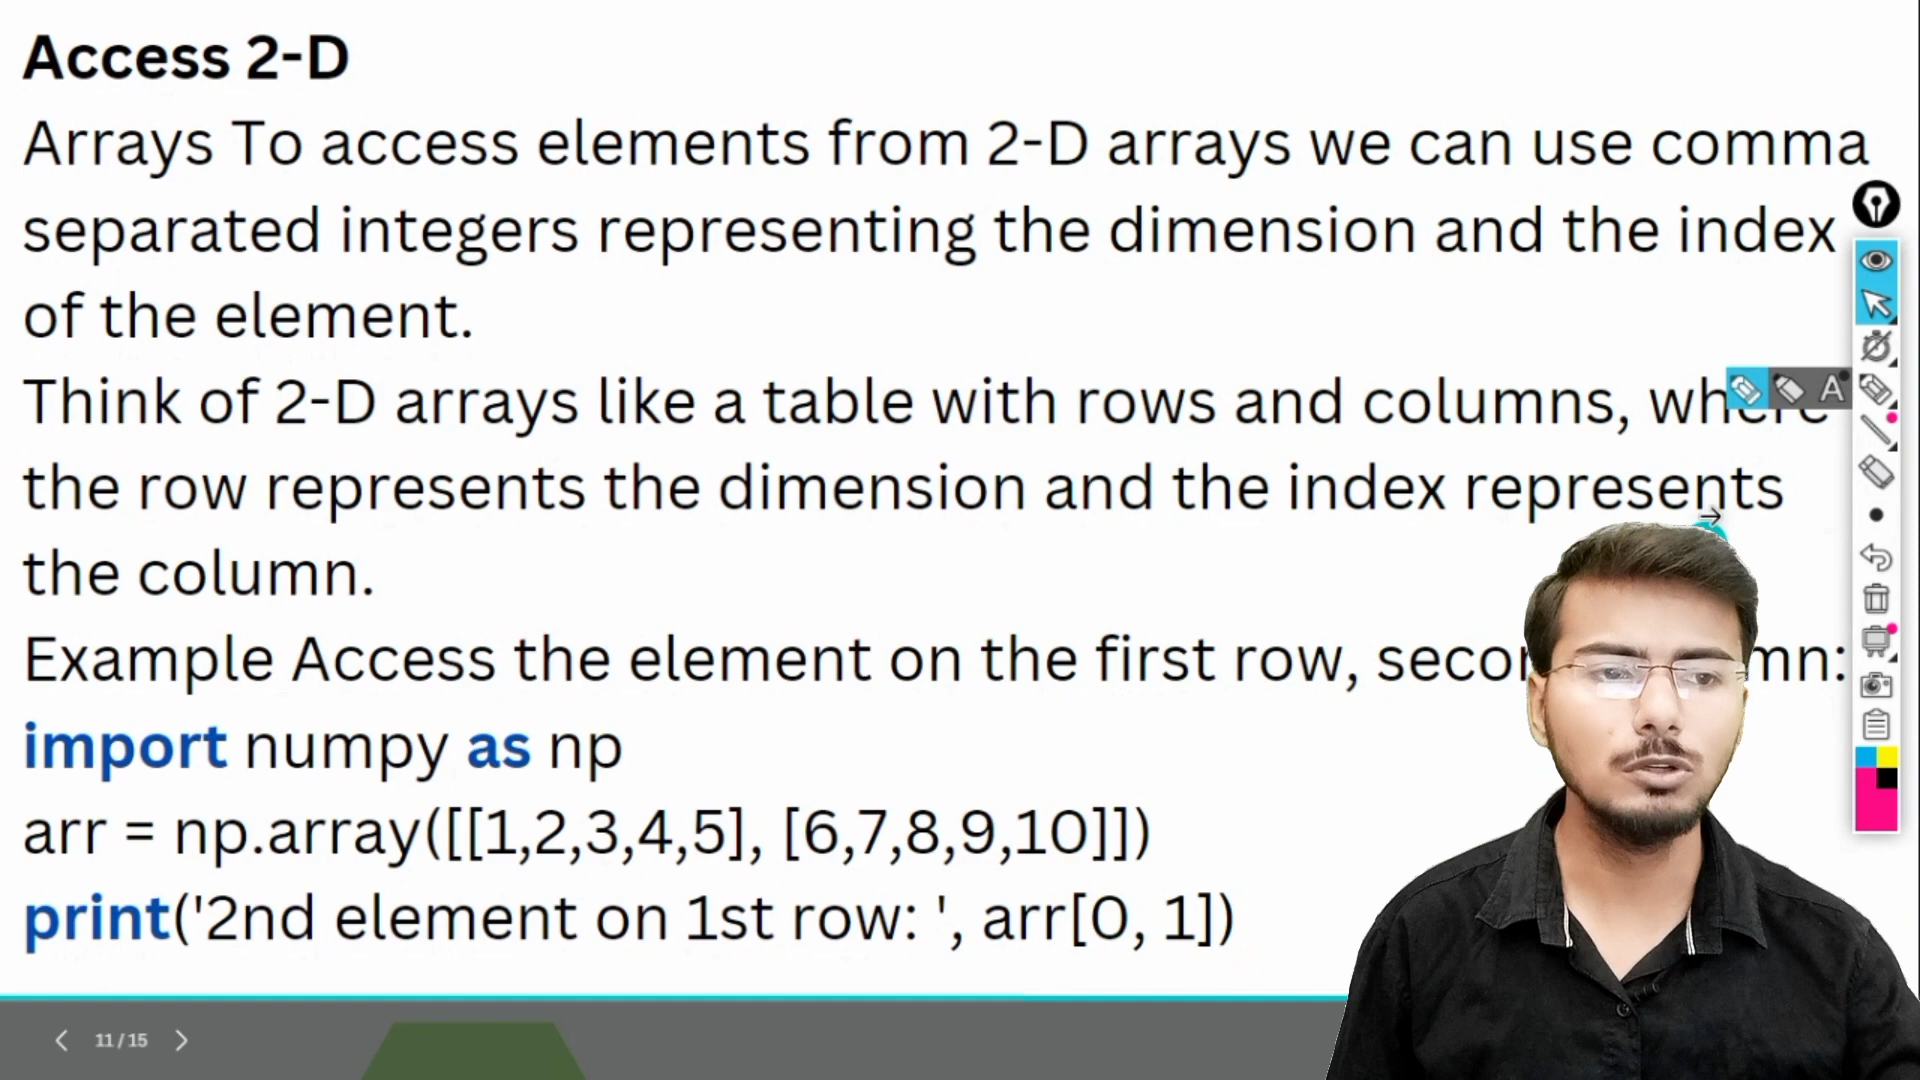 Access 2-D
Arrays To access elements from 2-D arrays we can use comma
separated integers representing the dimension and the index
of the element.
Think of 2-D arrays like a table with rows and columns, where
the row represents the dimension and the index represents
the column.
Example Access the element on the first row,
import numpy as np
arr = np.array([[1,2,3,4,5], [6,7,8,9,10]])
print('2nd element on 1st row: ', arr[0, 1])
A
11 / 15